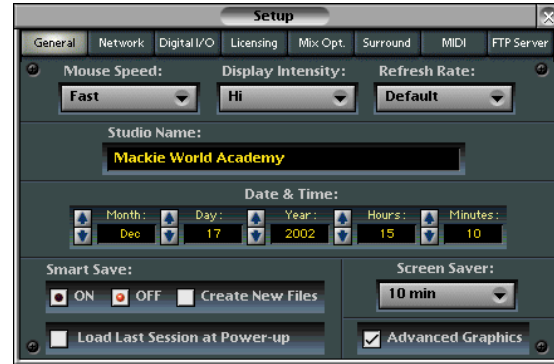 Setup
General Network Digital I/O Licensing Mix Opt. Surround MIDI FTP Server
Mouse Speed: Display Intensity: Refresh Rate:
Fast Hi Default
Studio Name:
Mackie World Academy
Date & Time:
Month: Day: Year: Hours: Minutes:
Dec 17 2002 15 10
Smart Save: Screen Saver:
ON OFF Create New Files 10 min
Load Last Session at Power-up Advanced Graphics